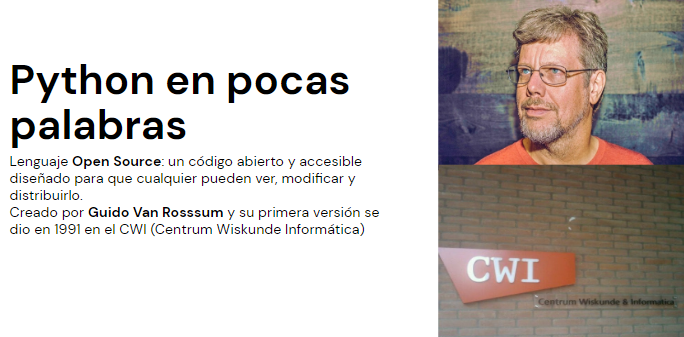 Python en pocas
palabras
Lenguaje Open Source: un código abierto y accesible
diseñado para que cualquier pueden ver, modificar y
distribuirlo.
Creado por Guido Van Rosssum y su primera versión se
dio en 1991 en el CWI (Centrum Wiskunde Informática)
CWI
Centrum Wiskunde & Informatica